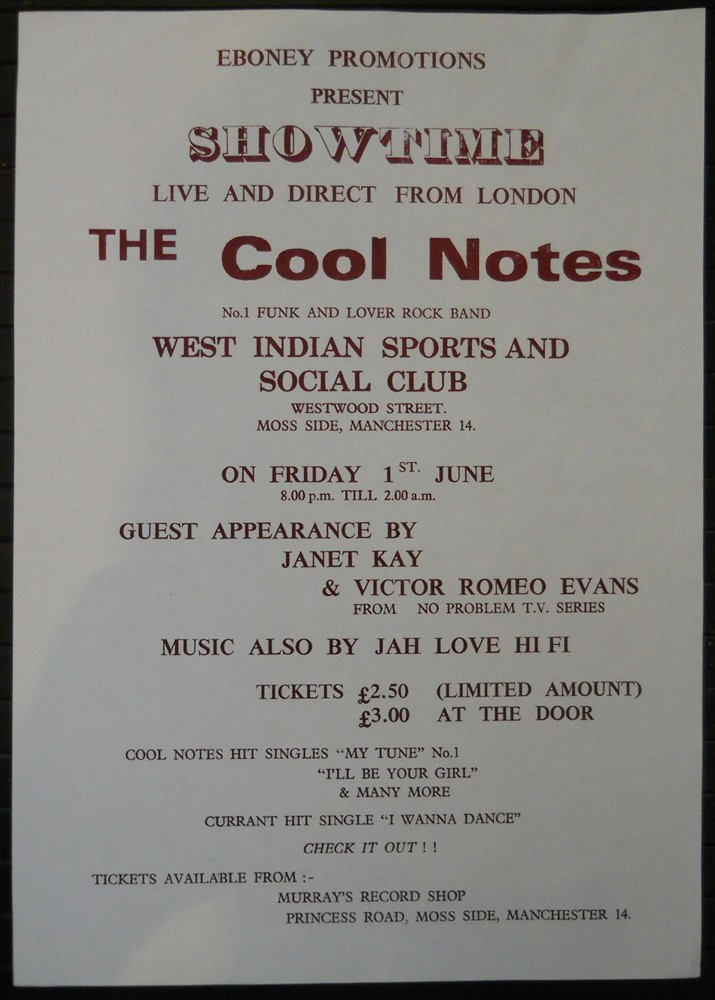 EBONEY PROMOTIONS
PRESENT
SHOWTIME
LIVE AND DIRECT FROM LONDON
THE Cool Notes
No.1 FUNK AND LOVER ROCK BAND
WEST INDIAN SPORTS AND
SOCIAL CLUB
WESTWOOD STREET.
MOSS SIDE, MANCHESTER 14.
ON FRIDAY 1ST. JUNE
8.00 p.m. TILL 2.00 a.m.
GUEST APPEARANCE BY
JANET KAY
& VICTOR ROMEO EVANS
FROM NO PROBLEM T.V. SERIES
MUSIC ALSO BY JAH LOVE HI FI
TICKETS £2.50 (LIMITED AMOUNT)
£3.00 AT THE DOOR
COOL NOTES HIT SINGLES "MY TUNE" No.1
"I'LL BE YOUR GIRL"
& MANY MORE
CURRANT HIT SINGLE "I WANNA DANCE"
CHECK IT OUT ! !
TICKETS AVAILABLE FROM :-
MURRAY'S RECORD SHOP
PRINCESS ROAD, MOSS SIDE, MANCHESTER 14.